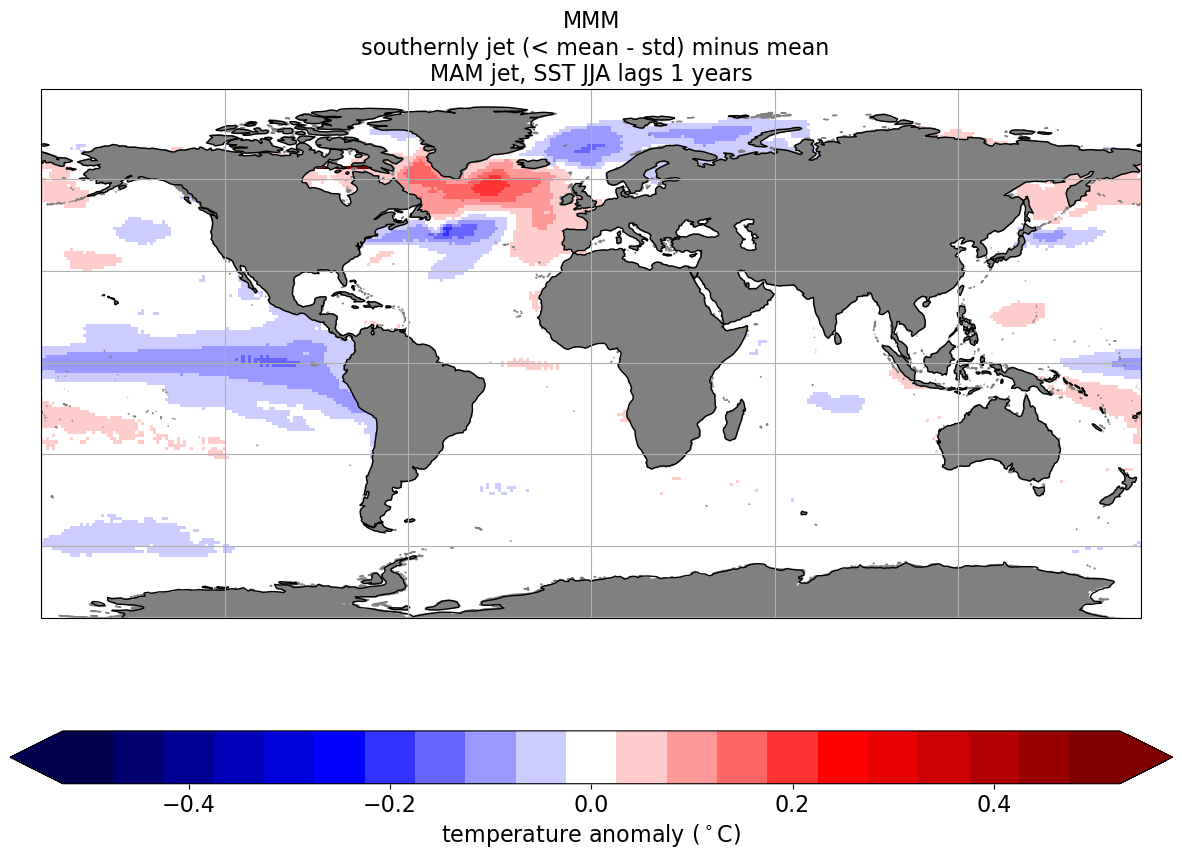 MMM
southernly jet (< mean - std) minus mean
MAM jet, SST JJA lags 1 years
−0.4 −0.2 0.0 0.2 0.4
temperature anomaly (∘C)